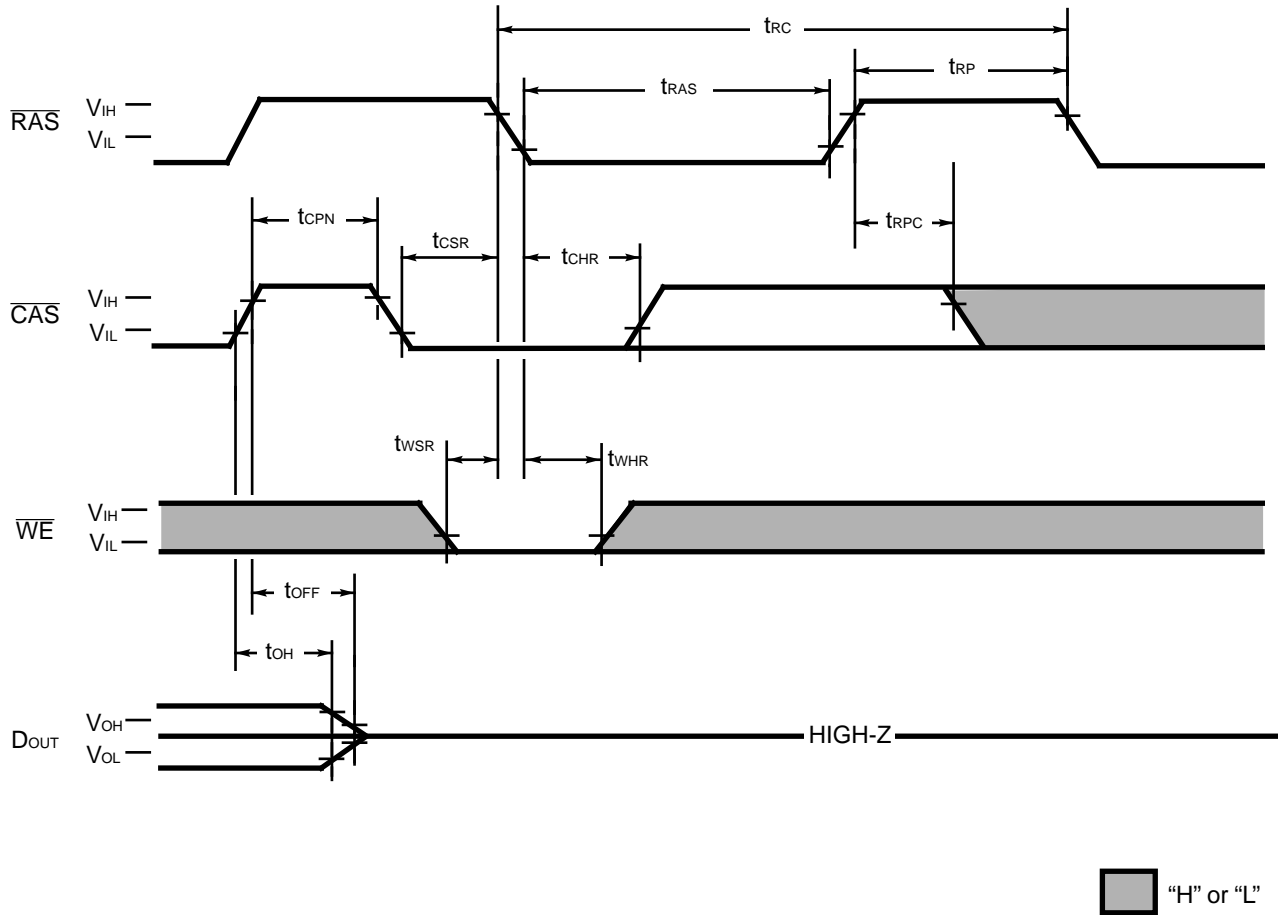 tRC
tRP
tRAS
RAS
VIH
VIL
tCPN
tCSR
tCHR
tRPC
CAS
VIH
VIL
tWSR
tWHR
WE
VIH
VIL
tOFF
tOH
DOUT
VOH
VOL
HIGH-Z
“H” or “L”